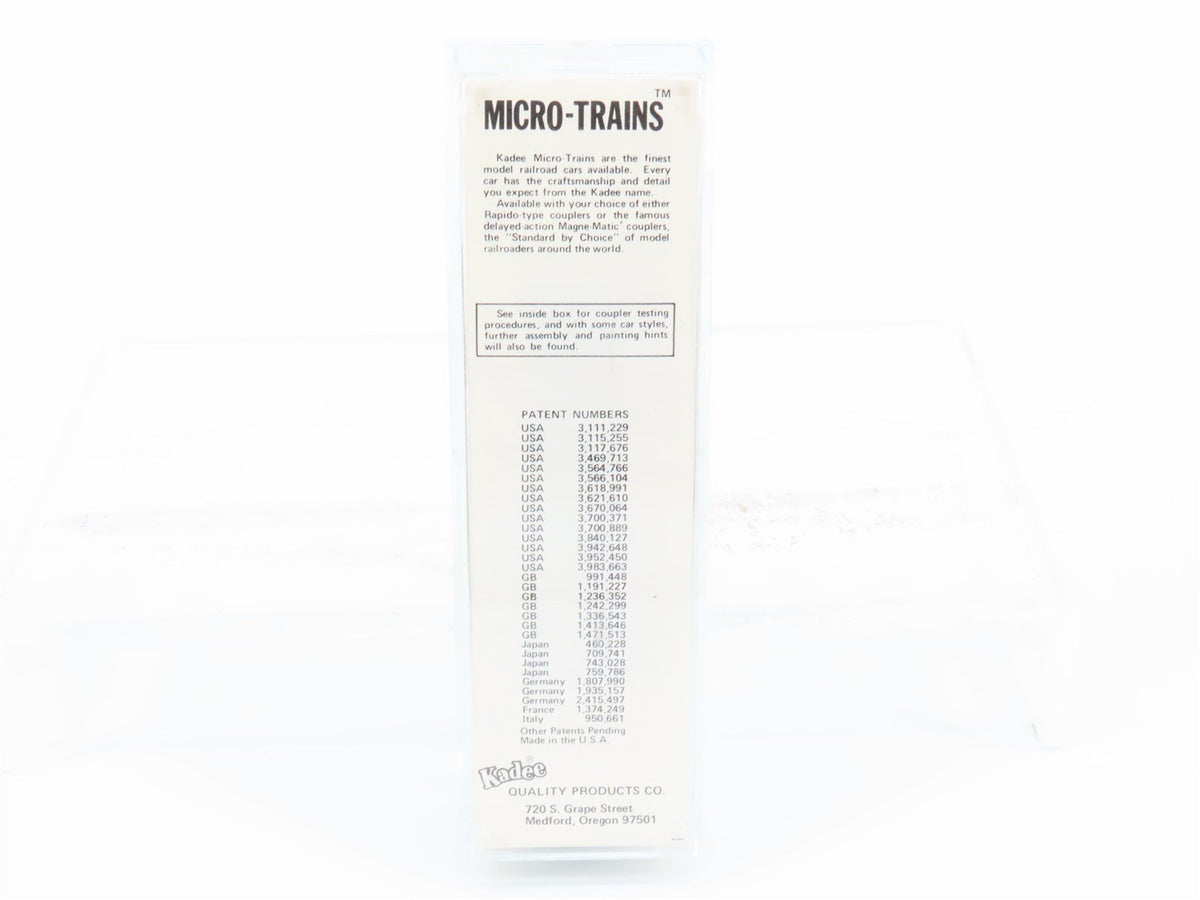 MICRO-TRAINS™
Kadee Micro-Trains are the finest
model railroad cars available. Every
car has the craftsmanship and detail
you expect from the Kadee name.
Available with your choice of either
Rapido-type couplers or the famous
delayed-action Magne-Matic® couplers,
the "Standard by Choice" of model
railroaders around the world.
See inside box for coupler testing
procedures, and with some car styles,
further assembly and painting hints
will also be found.
PATENT NUMBERS
USA 3,111,229
USA 3,115,255
USA 3,117,676
USA 3,469,713
USA 3,564,766
USA 3,566,104
USA 3,618,991
USA 3,621,610
USA 3,670,064
USA 3,700,371
USA 3,700,889
USA 3,840,127
USA 3,942,648
USA 3,952,450
USA 3,983,663
GB 991,448
GB 1,191,227
GB 1,236,352
GB 1,242,299
GB 1,336,543
GB 1,413,646
GB 1,471,513
Japan 460,228
Japan 709,741
Japan 743,028
Japan 759,786
Germany 1,807,990
Germany 1,935,157
Germany 2,415,497
France 1,374,249
Italy 950,661
Other Patents Pending
Made in the U.S.A.
Kadee®
QUALITY PRODUCTS CO.
720 S. Grape Street
Medford, Oregon 97501